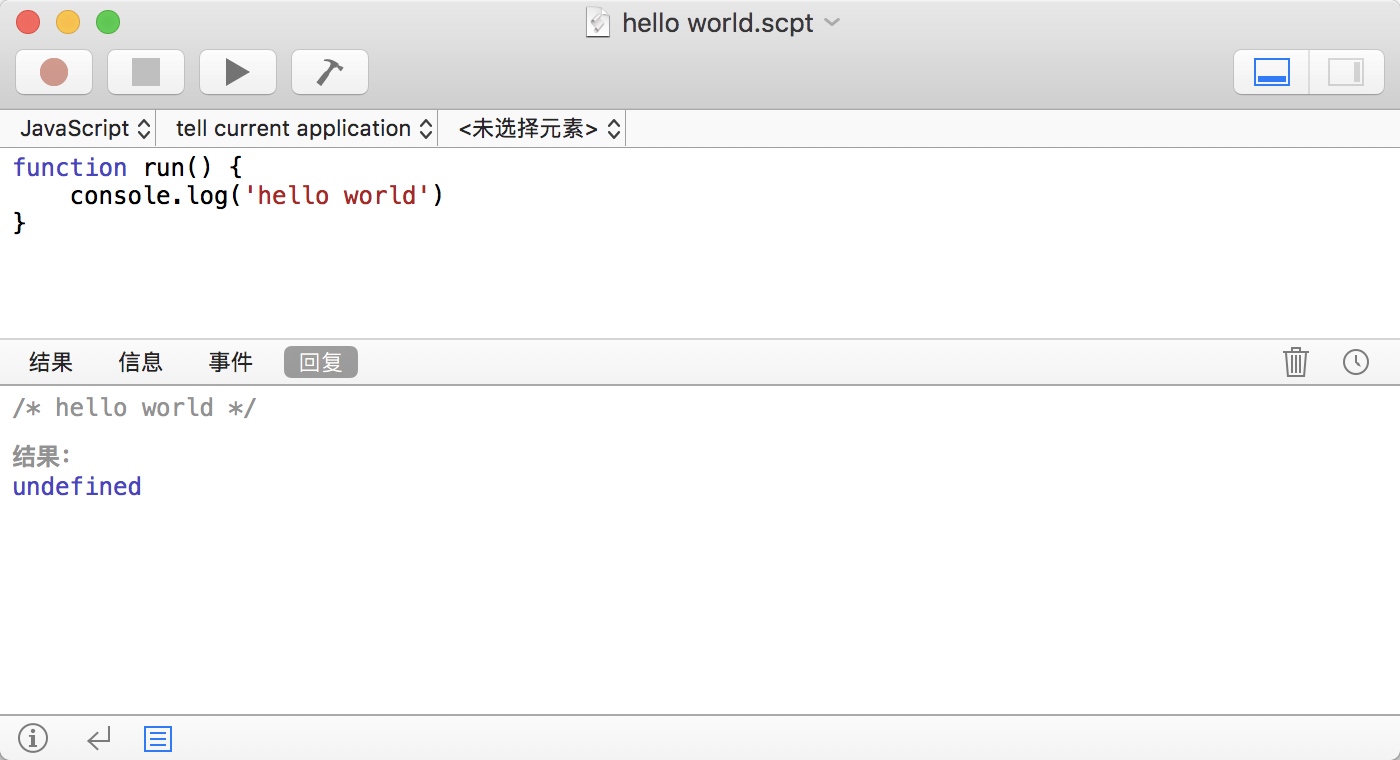 hello world.scpt
JavaScript tell current application <未选择元素>
function run() {
    console.log('hello world')
}
结果 信息 事件 回复
/* hello world */
结果：
undefined